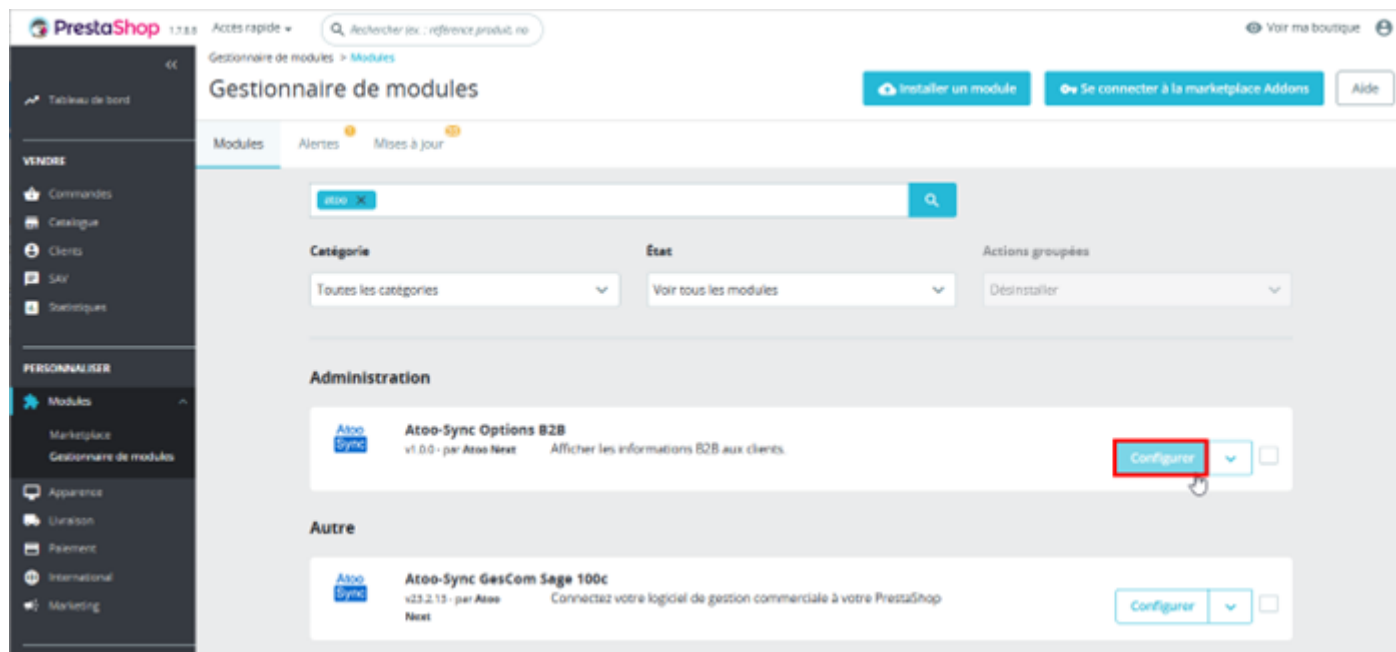 PrestaShop
Accès rapide
Rechercher (ex. : référence produit, no
Voir ma boutique
Gestionnaire de modules > Modules
Gestionnaire de modules
Installer un module
Se connecter à la marketplace Addons
Aide
Tableau de bord
Modules
Alertes
Mises à jour
VENDRE
Commandes
Catalogue
Clients
SAV
Statistiques
atoo
Catégorie
État
Actions groupées
Toutes les catégories
Voir tous les modules
Désinstaller
PERSONNALISER
Modules
Marketplace
Gestionnaire de modules
Apparence
Livraison
Paiement
International
Marketing
Administration
Atoo
Sync
Atoo-Sync Options B2B
v1.0.0 - par Atoo Next
Afficher les informations B2B aux clients.
Configurer
Autre
Atoo
Sync
Atoo-Sync GesCom Sage 100c
v23.2.13 - par Atoo
Next
Connectez votre logiciel de gestion commerciale à votre PrestaShop
Configurer